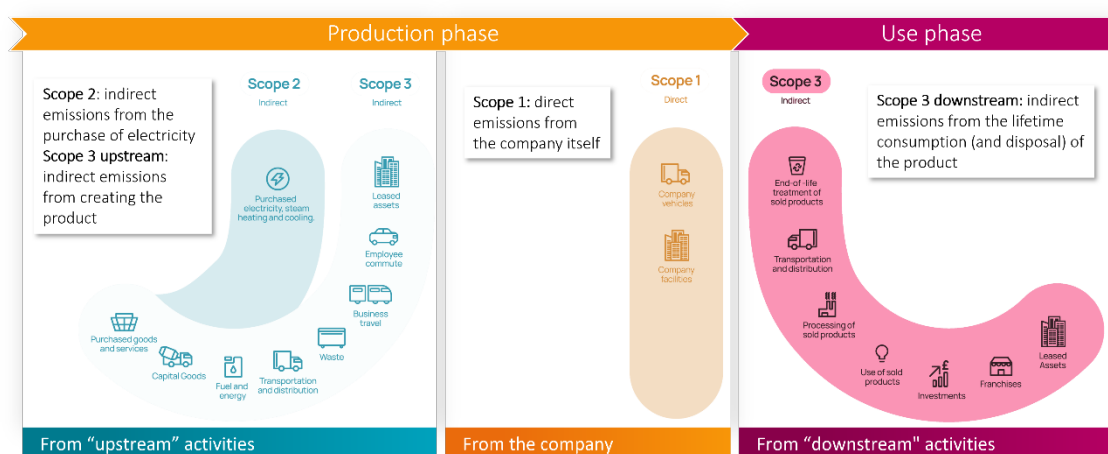 Production phase
Use phase
Scope 2: indirect
emissions from the
purchase of electricity
Scope 3 upstream:
indirect emissions
from creating the
product
Scope 2
Indirect
Scope 3
Indirect
Purchased
electricity, steam
heating and cooling.
Leased
assets
Employee
commute
Business
travel
Waste
Transportation
and distribution
Fuel and
energy
Capital Goods
Purchased goods
and services
From “upstream” activities
Scope 1: direct
emissions from
the company itself
Scope 1
Direct
Company
vehicles
Company
facilities
From the company
Scope 3
Indirect
Scope 3 downstream: indirect
emissions from the lifetime
consumption (and disposal) of
the product
End-of-life
treatment of
sold products
Transportation
and distribution
Processing of
sold products
Use of sold
products
Investments
Franchises
Leased
Assets
From “downstream" activities